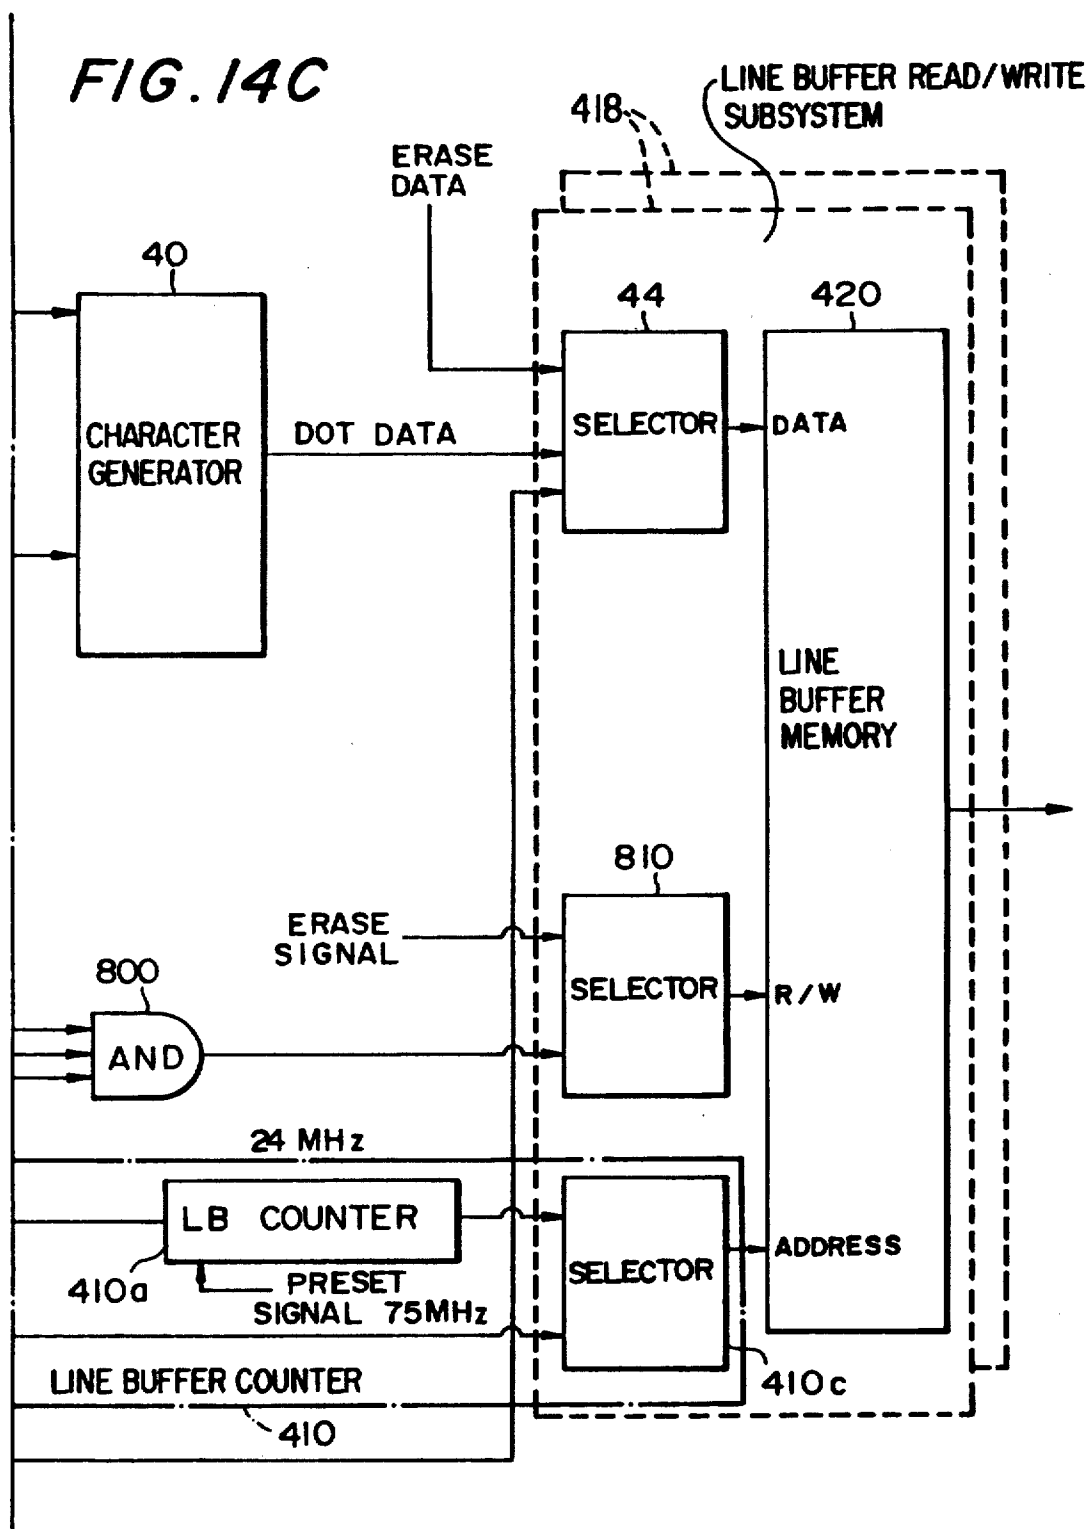 FIG. 14C
LINE BUFFER READ/WRITE
SUBSYSTEM
418
ERASE
DATA
40
44
420
CHARACTER
GENERATOR
DOT DATA
SELECTOR
DATA
LINE
BUFFER
MEMORY
810
ERASE
SIGNAL
SELECTOR
R/W
800
AND
24 MHz
LB COUNTER
410a
PRESET
SIGNAL 75MHz
SELECTOR
ADDRESS
LINE BUFFER COUNTER
410
410c